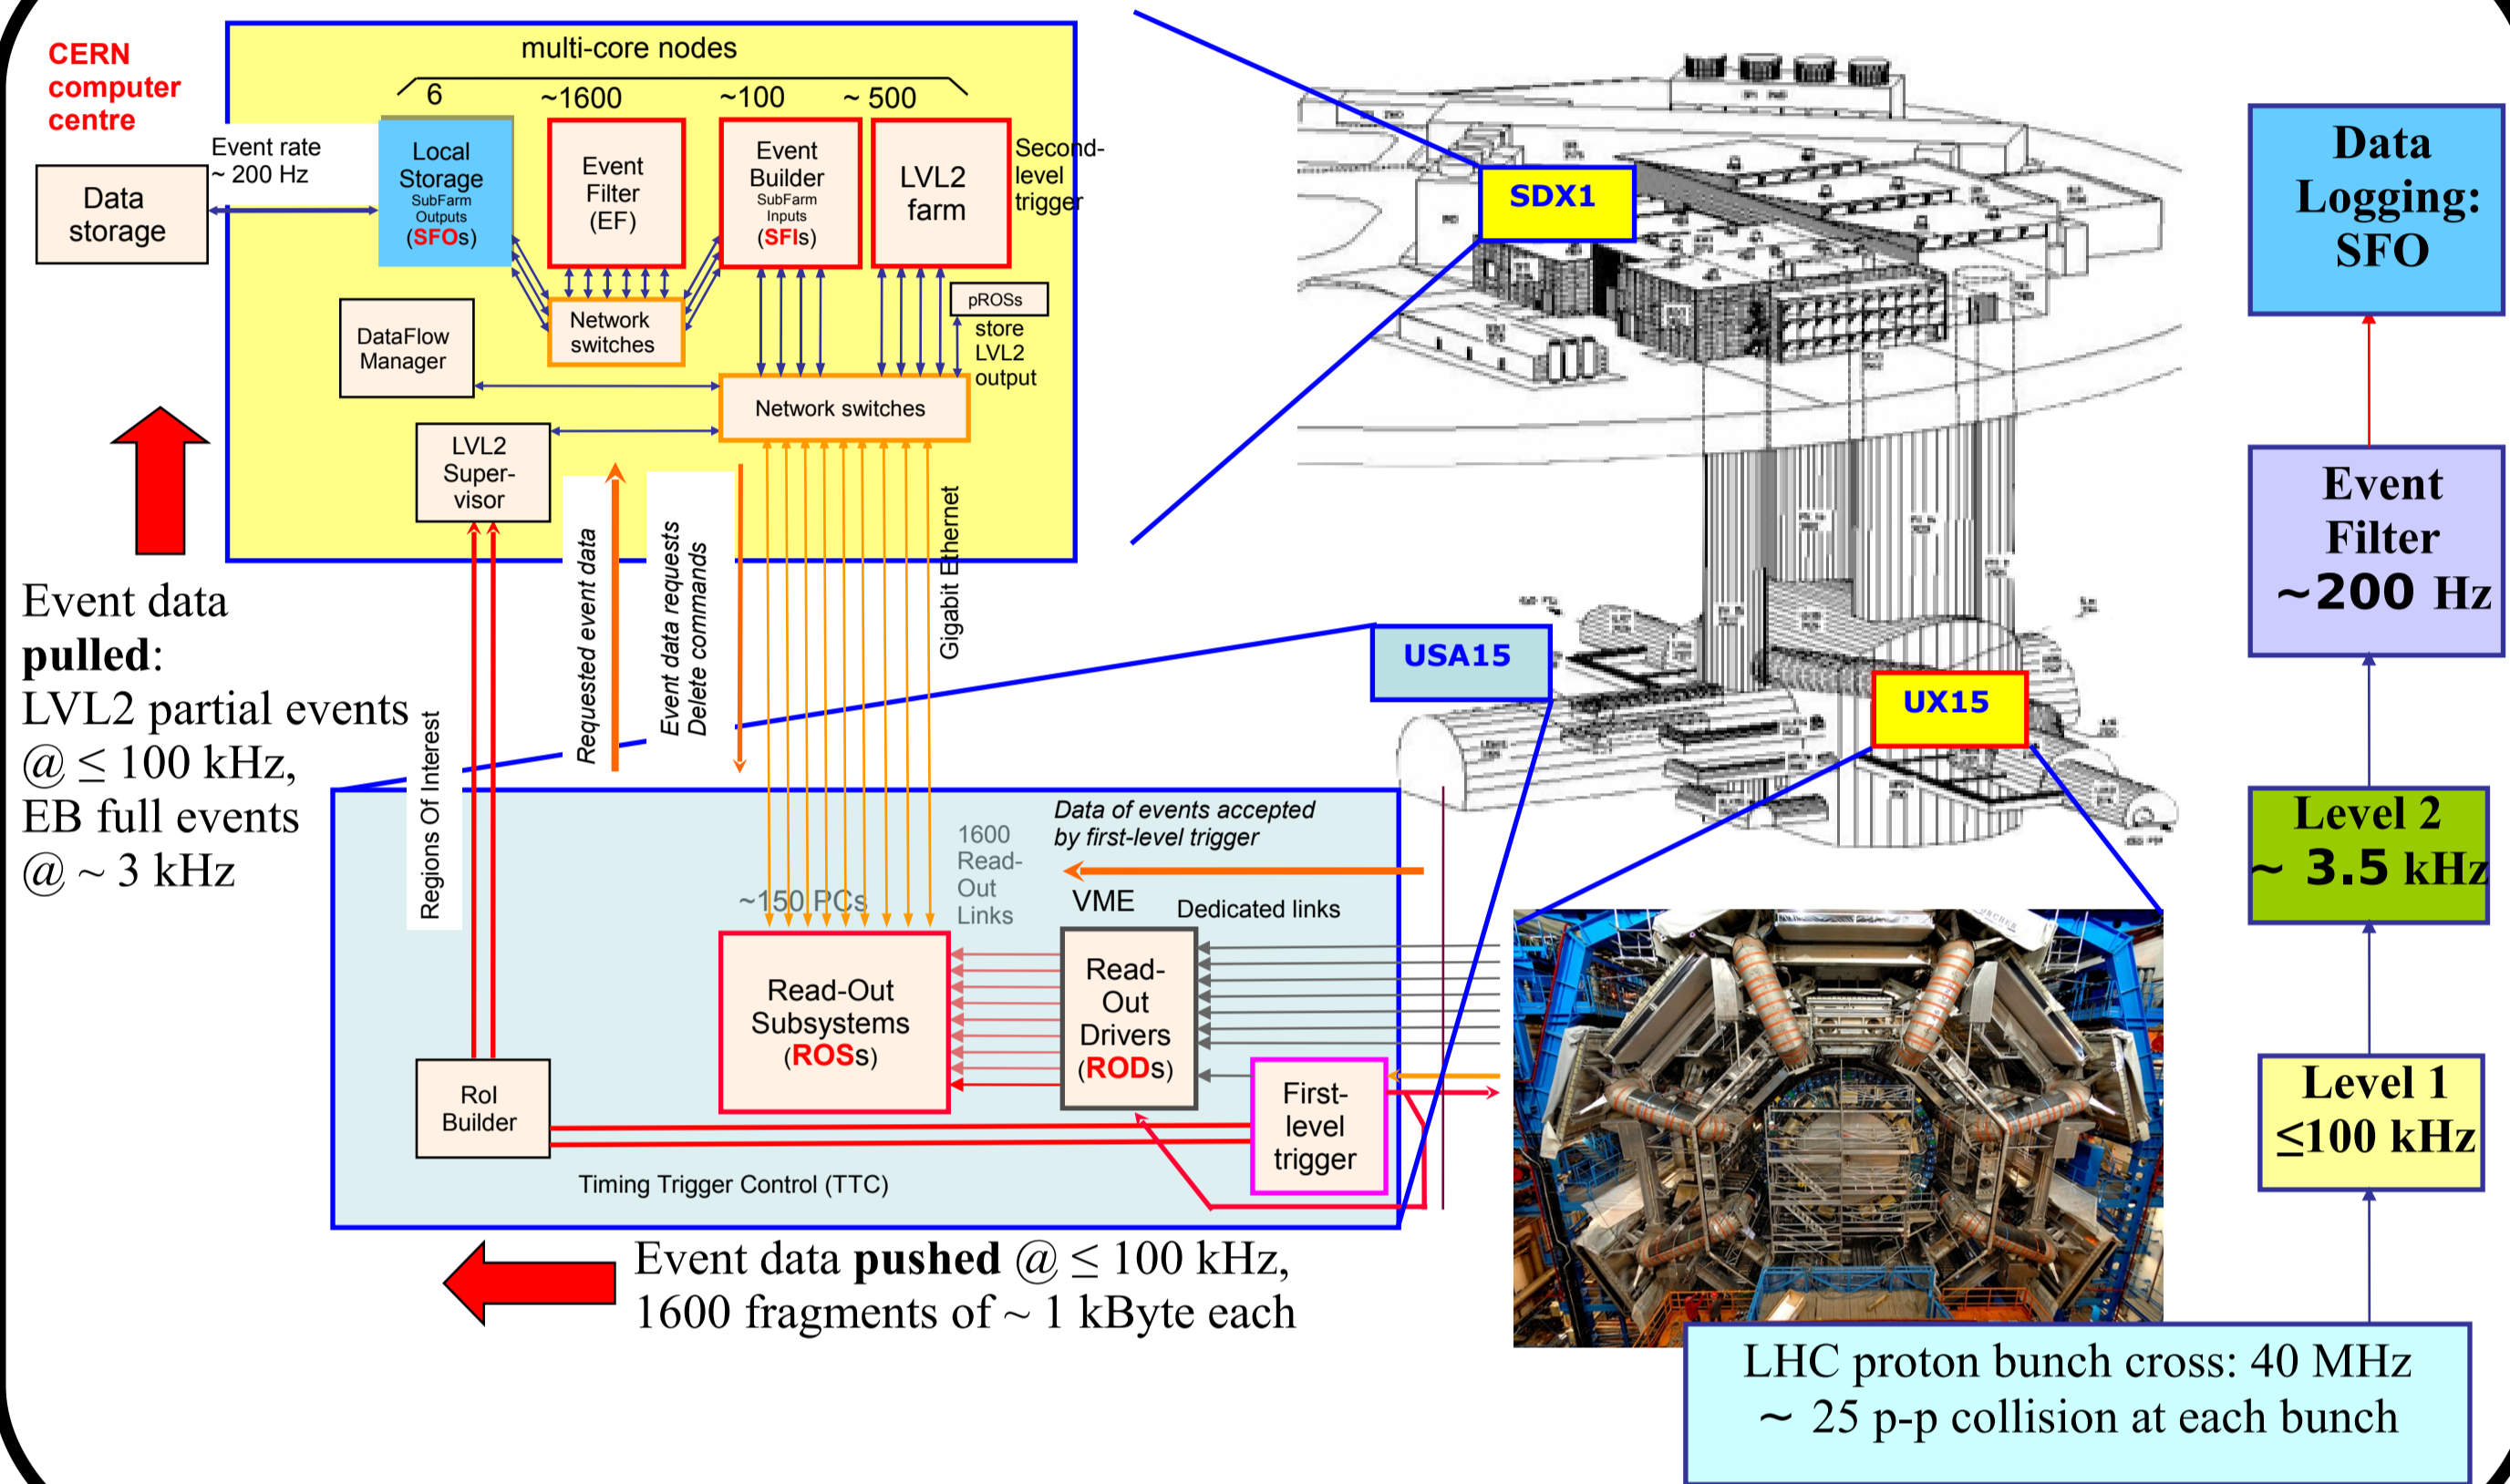 CERN
computer
centre
multi-core nodes
6
~1600
~100
~ 500
Event rate
~ 200 Hz
Data
storage
Local
Storage
SubFarm
Outputs
(SFOs)
Event
Filter
(EF)
Event
Builder
SubFarm
Inputs
(SFIs)
LVL2
farm
Second-
level
trigger
pROSs
store
LVL2
output
Network
switches
DataFlow
Manager
Network switches
LVL2
Super-
visor
Event data
pulled:
LVL2 partial events
@ ≤ 100 kHz,
EB full events
@ ~ 3 kHz
Regions Of Interest
Requested event data
Event data requests
Delete commands
Gigabit Ethernet
~150 PCs
1600
Read-
Out
Links
Data of events accepted
by first-level trigger
VME
Dedicated links
Read-Out
Subsystems
(ROSs)
Read-
Out
Drivers
(RODs)
RoI
Builder
First-
level
trigger
Timing Trigger Control (TTC)
Event data pushed @ ≤ 100 kHz,
1600 fragments of ~ 1 kByte each
SDX1
USA15
UX15
Data
Logging:
SFO
Event
Filter
~200 Hz
Level 2
~ 3.5 kHz
Level 1
≤100 kHz
LHC proton bunch cross: 40 MHz
~ 25 p-p collision at each bunch